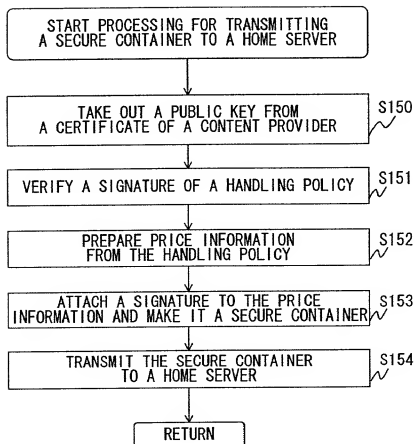 START PROCESSING FOR TRANSMITTING
A SECURE CONTAINER TO A HOME SERVER
S150
TAKE OUT A PUBLIC KEY FROM
A CERTIFICATE OF A CONTENT PROVIDER
S151
VERIFY A SIGNATURE OF A HANDLING POLICY
S152
PREPARE PRICE INFORMATION
FROM THE HANDLING POLICY
S153
ATTACH A SIGNATURE TO THE PRICE
INFORMATION AND MAKE IT A SECURE CONTAINER
S154
TRANSMIT THE SECURE CONTAINER
TO A HOME SERVER
RETURN